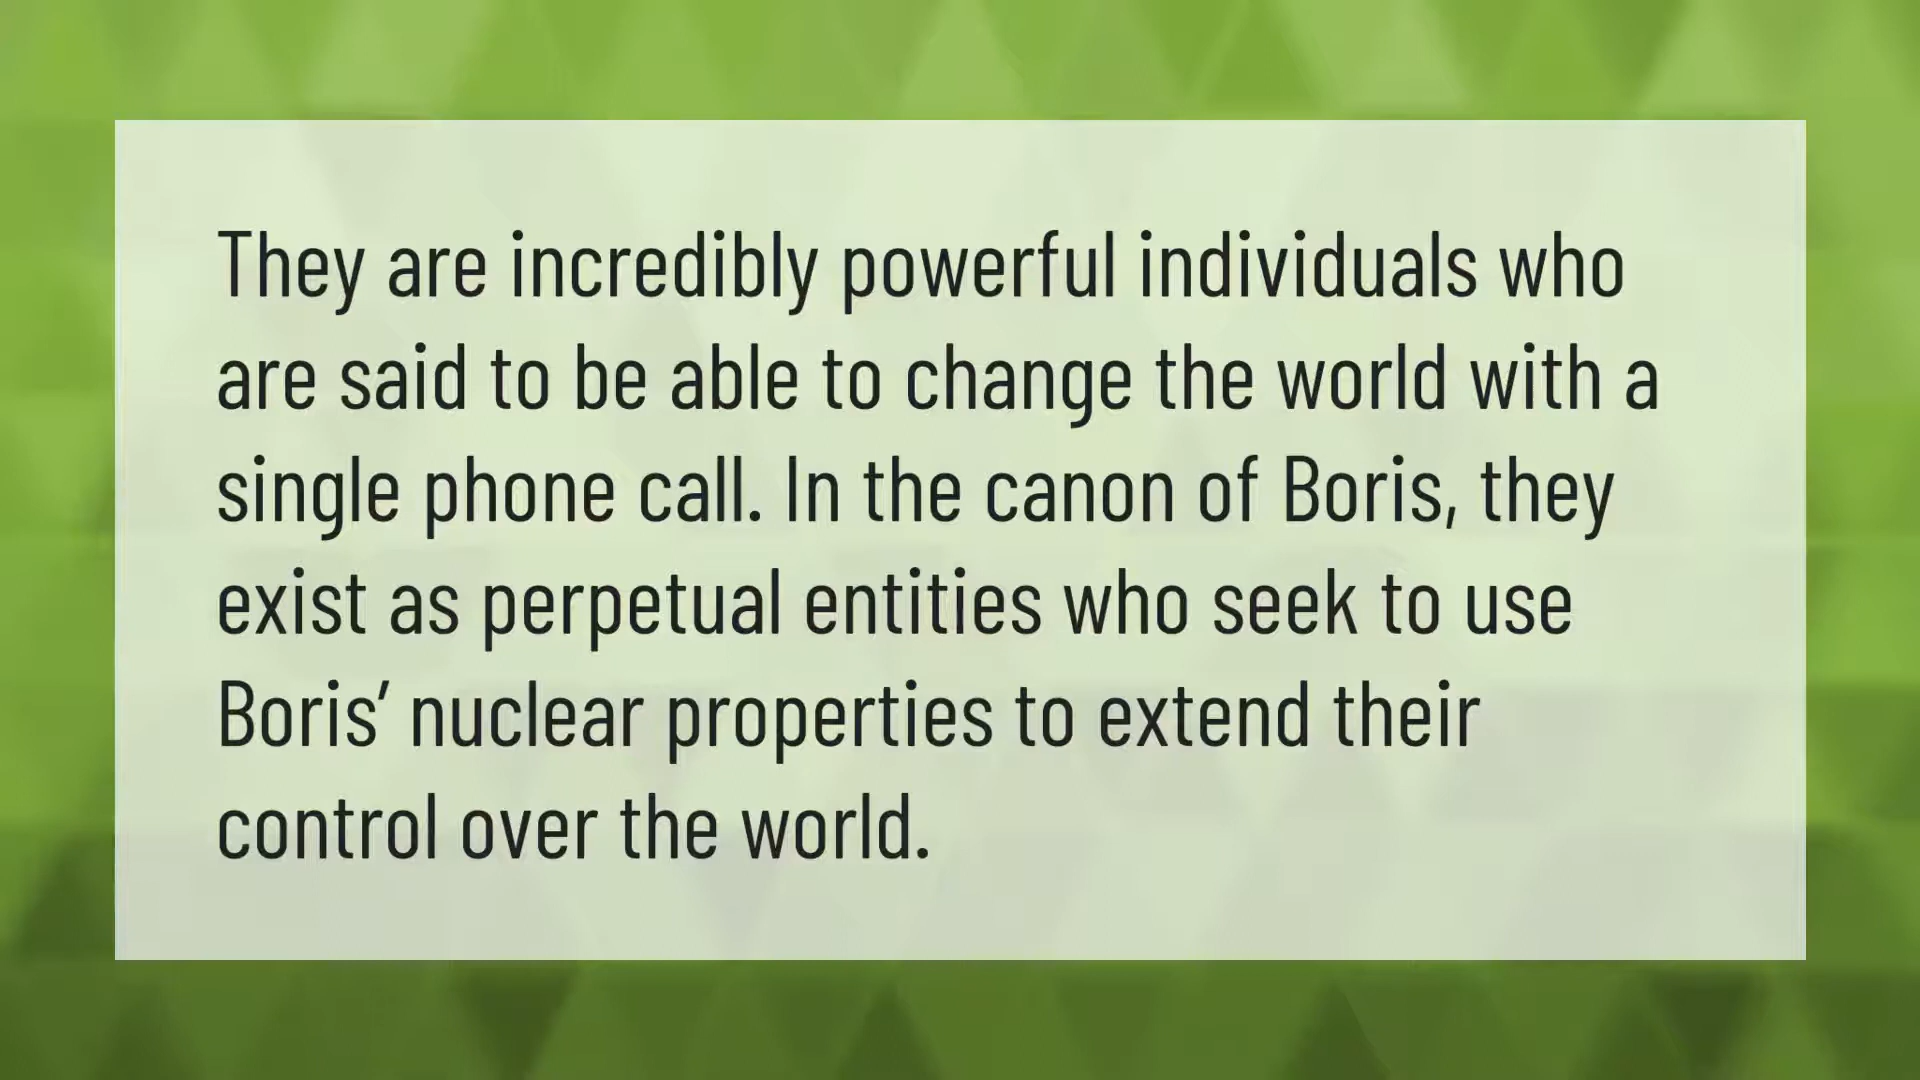 They are incredibly powerful individuals who
are said to be able to change the world with a
single phone call. In the canon of Boris, they
exist as perpetual entities who seek to use
Boris’ nuclear properties to extend their
control over the world.